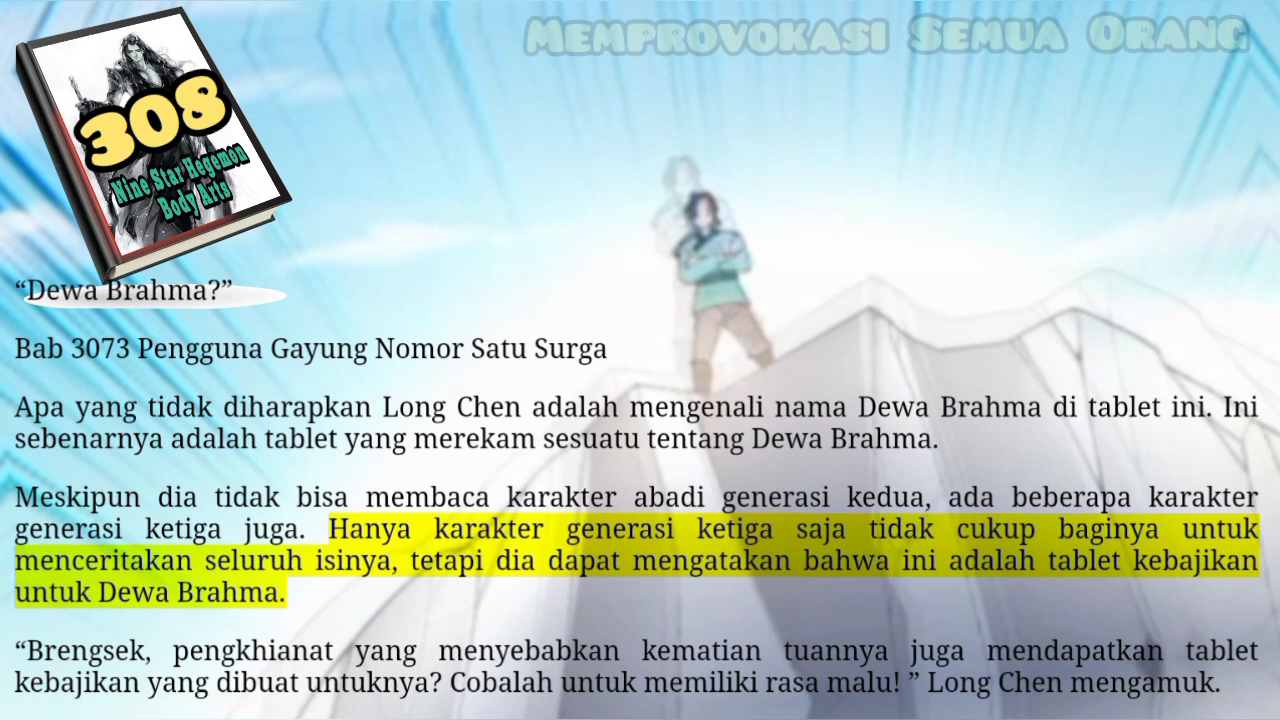 Memprovokasi Semua Orang
308
Nine Star Hegemon
Body Arts
“Dewa Brahma?”
Bab 3073 Pengguna Gayung Nomor Satu Surga
Apa yang tidak diharapkan Long Chen adalah mengenali nama Dewa Brahma di tablet ini. Ini
sebenarnya adalah tablet yang merekam sesuatu tentang Dewa Brahma.
Meskipun dia tidak bisa membaca karakter abadi generasi kedua, ada beberapa karakter
generasi ketiga juga. Hanya karakter generasi ketiga saja tidak cukup baginya untuk
menceritakan seluruh isinya, tetapi dia dapat mengatakan bahwa ini adalah tablet kebajikan
untuk Dewa Brahma.
“Brengsek, pengkhianat yang menyebabkan kematian tuannya juga mendapatkan tablet
kebajikan yang dibuat untuknya? Cobalah untuk memiliki rasa malu! ” Long Chen mengamuk.